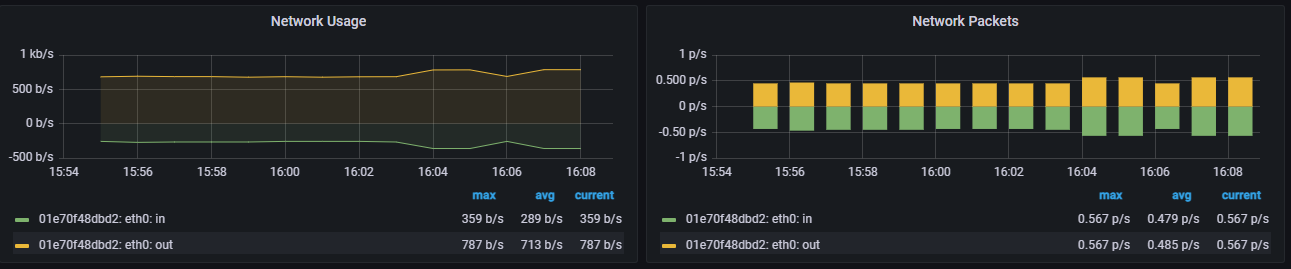 Network Usage
1 kb/s
500 b/s
0 b/s
-500 b/s
15:54 15:56 15:58 16:00 16:02 16:04 16:06 16:08
max avg current
01e70f48dbd2: eth0: in 359 b/s 289 b/s 359 b/s
01e70f48dbd2: eth0: out 787 b/s 713 b/s 787 b/s
Network Packets
1 p/s
0.500 p/s
0 p/s
-0.50 p/s
-1 p/s
15:54 15:56 15:58 16:00 16:02 16:04 16:06 16:08
max avg current
01e70f48dbd2: eth0: in 0.567 p/s 0.479 p/s 0.567 p/s
01e70f48dbd2: eth0: out 0.567 p/s 0.485 p/s 0.567 p/s